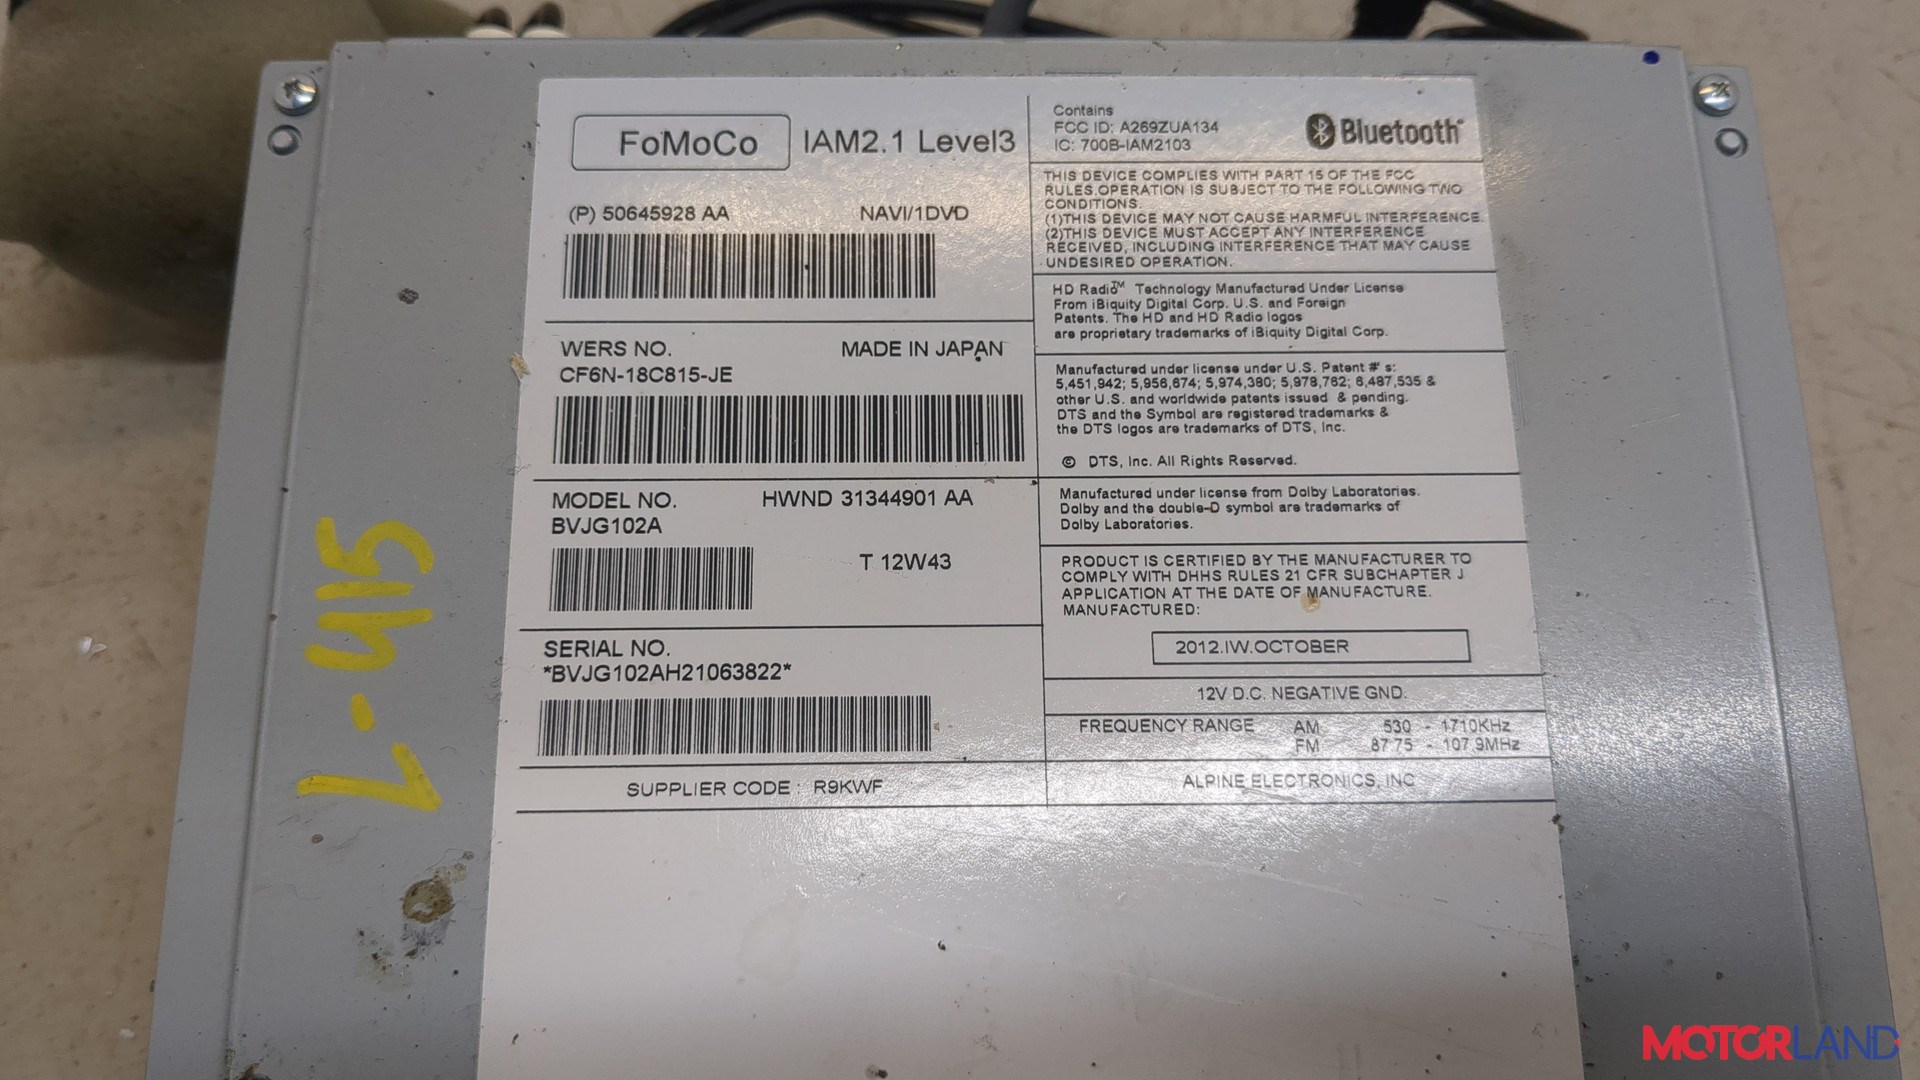 FoMoCo IAM2.1 Level3
(P) 50645928 AA NAVI/1DVD
WERS NO. MADE IN JAPAN
CF6N-18C815-JE
MODEL NO. HWND 31344901 AA
BVJG102A
T 12W43
SERIAL NO.
*BVJG102AH21063822*
SUPPLIER CODE : R9KWF
Contains
FCC ID: A269ZUA134
IC: 700B-IAM2103
Bluetooth
THIS DEVICE COMPLIES WITH PART 15 OF THE FCC
RULES.OPERATION IS SUBJECT TO THE FOLLOWING TWO
CONDITIONS.
(1)THIS DEVICE MAY NOT CAUSE HARMFUL INTERFERENCE.
(2)THIS DEVICE MUST ACCEPT ANY INTERFERENCE
RECEIVED, INCLUDING INTERFERENCE THAT MAY CAUSE
UNDESIRED OPERATION.
HD Radio™ Technology Manufactured Under License
From iBiquity Digital Corp. U.S. and Foreign
Patents. The HD and HD Radio logos
are proprietary trademarks of iBiquity Digital Corp.
Manufactured under license under U.S. Patent #'s:
5,451,942; 5,956,674; 5,974,380; 5,978,762; 6,487,535 &
other U.S. and worldwide patents issued & pending.
DTS and the Symbol are registered trademarks &
the DTS logos are trademarks of DTS, Inc.
© DTS, Inc. All Rights Reserved.
Manufactured under license from Dolby Laboratories.
Dolby and the double-D symbol are trademarks of
Dolby Laboratories.
PRODUCT IS CERTIFIED BY THE MANUFACTURER TO
COMPLY WITH DHHS RULES 21 CFR SUBCHAPTER J
APPLICATION AT THE DATE OF MANUFACTURE.
MANUFACTURED:
2012.IW.OCTOBER
12V D.C. NEGATIVE GND.
FREQUENCY RANGE AM 530 - 1710KHz
FM 87.75 - 107.9MHz
ALPINE ELECTRONICS, INC
L-415
MOTORLAND